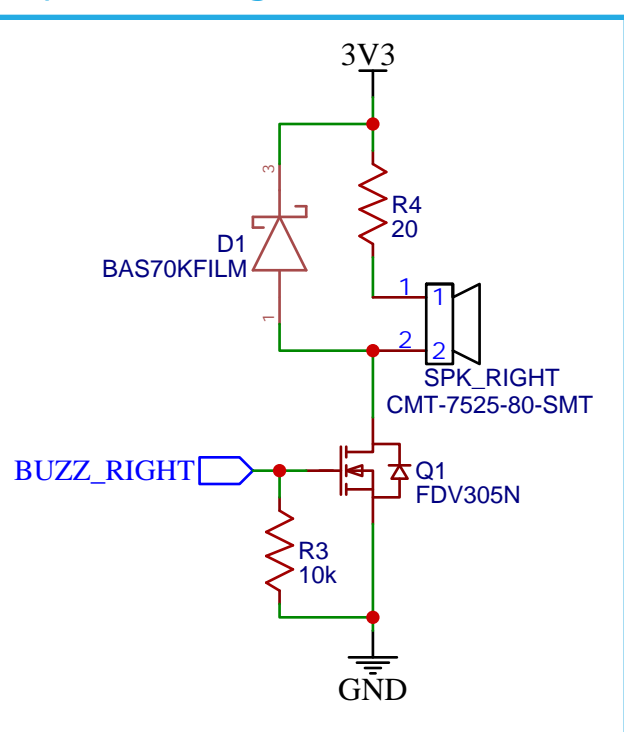 3V3
3
R4
20
D1
BAS70KFILM
1
1
1
2
2
SPK_RIGHT
CMT-7525-80-SMT
BUZZ_RIGHT
Q1
FDV305N
R3
10k
GND